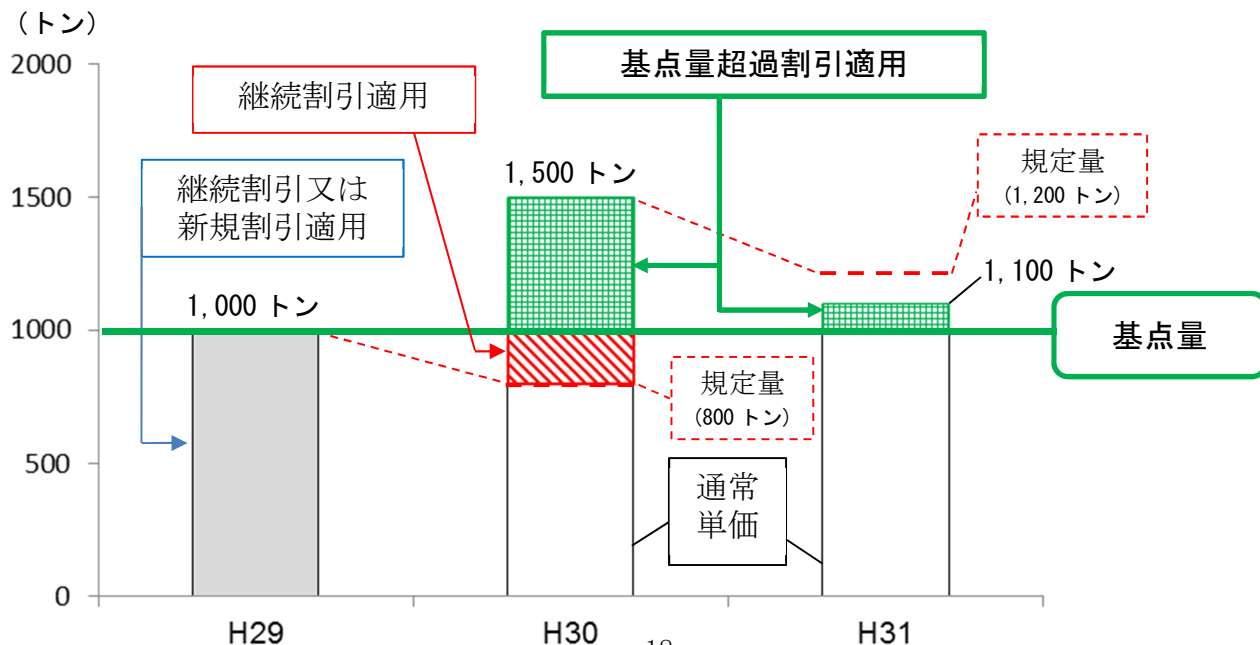 （トン）
2000
1500
1000
500
0
継続割引適用
基点量超過割引適用
継続割引又は
新規割引適用
1,000 トン
1,500 トン
規定量
(1,200 トン)
1,100 トン
基点量
規定量
(800 トン)
通常
単価
H29
H30
H31